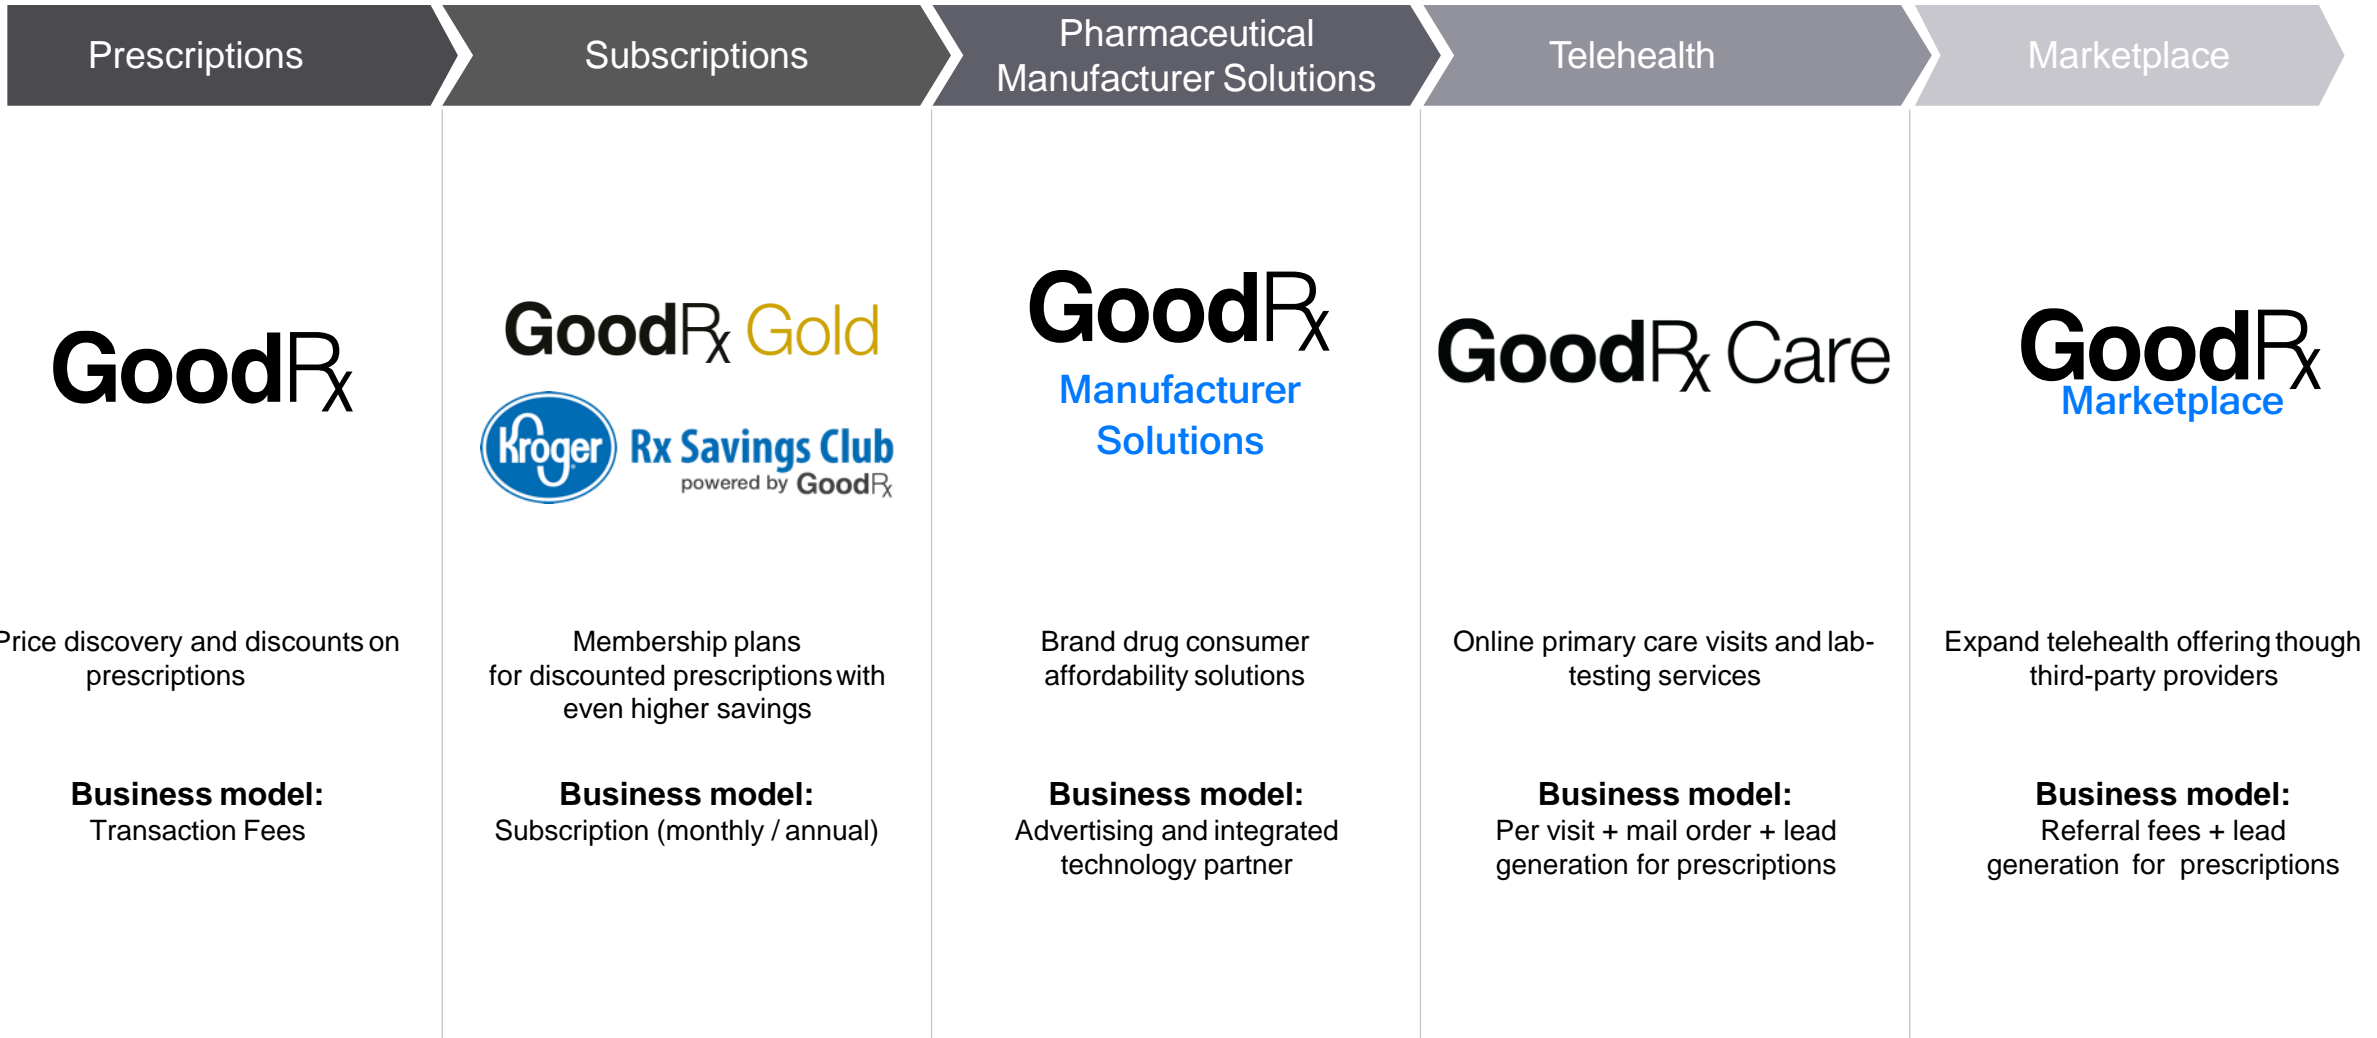 Prescriptions
Subscriptions
Pharmaceutical
Manufacturer Solutions
Telehealth
Marketplace
GoodRx
GoodRx Gold
Kroger
Rx Savings Club
powered by GoodRx
GoodRx
Manufacturer
Solutions
GoodRx Care
GoodRx
Marketplace
Price discovery and discounts on
prescriptions
Membership plans
for discounted prescriptions with
even higher savings
Brand drug consumer
affordability solutions
Online primary care visits and lab-
testing services
Expand telehealth offering though
third-party providers
Business model:
Transaction Fees
Business model:
Subscription (monthly / annual)
Business model:
Advertising and integrated
technology partner
Business model:
Per visit + mail order + lead
generation for prescriptions
Business model:
Referral fees + lead
generation for prescriptions